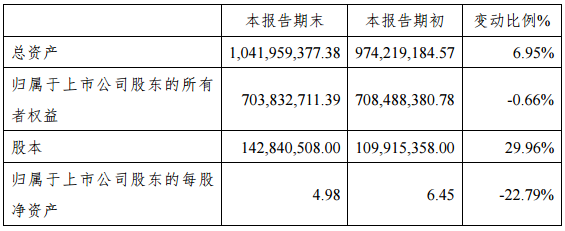 本报告期末 本报告期初 变动比例%
总资产 1,041,959,377.38 974,219,184.57 6.95%
归属于上市公司股东的所有
者权益 703,832,711.39 708,488,380.78 -0.66%
股本 142,840,508.00 109,915,358.00 29.96%
归属于上市公司股东的每股
净资产 4.98 6.45 -22.79%